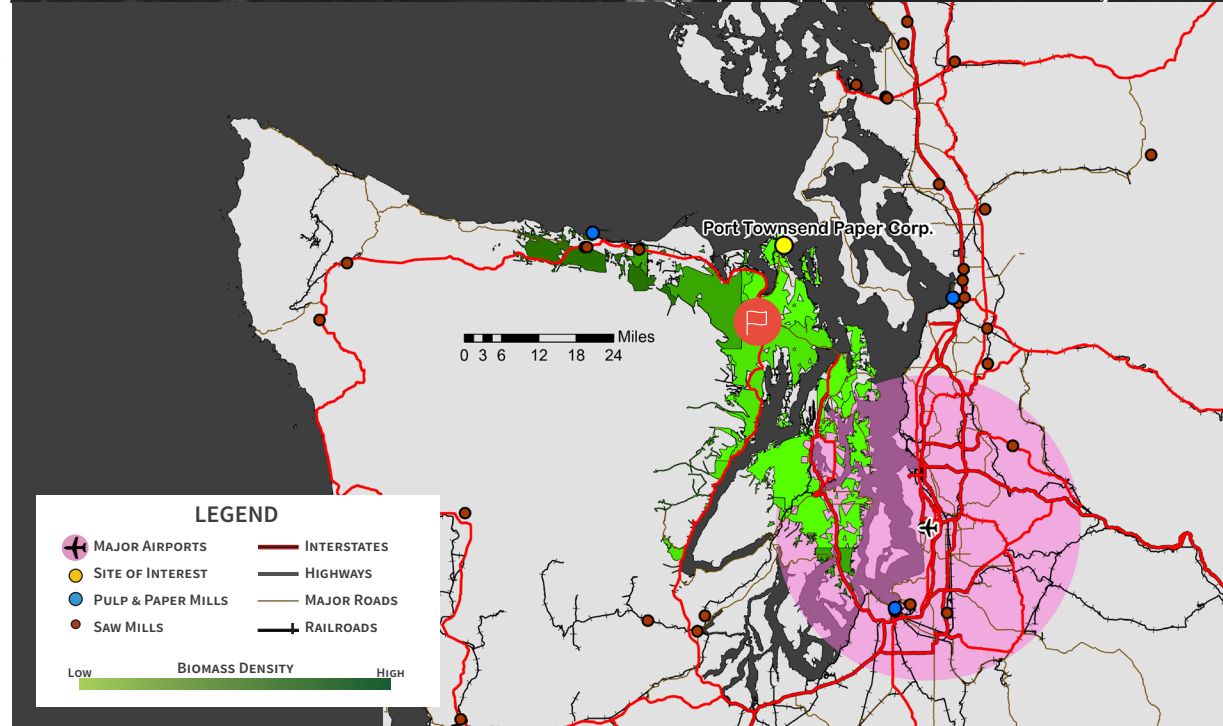 Port Townsend Paper Corp.
Miles
0 3 6 12 18 24
LEGEND
MAJOR AIRPORTS
INTERSTATES
SITE OF INTEREST
HIGHWAYS
PULP & PAPER MILLS
MAJOR ROADS
SAW MILLS
RAILROADS
BIOMASS DENSITY
LOW
HIGH